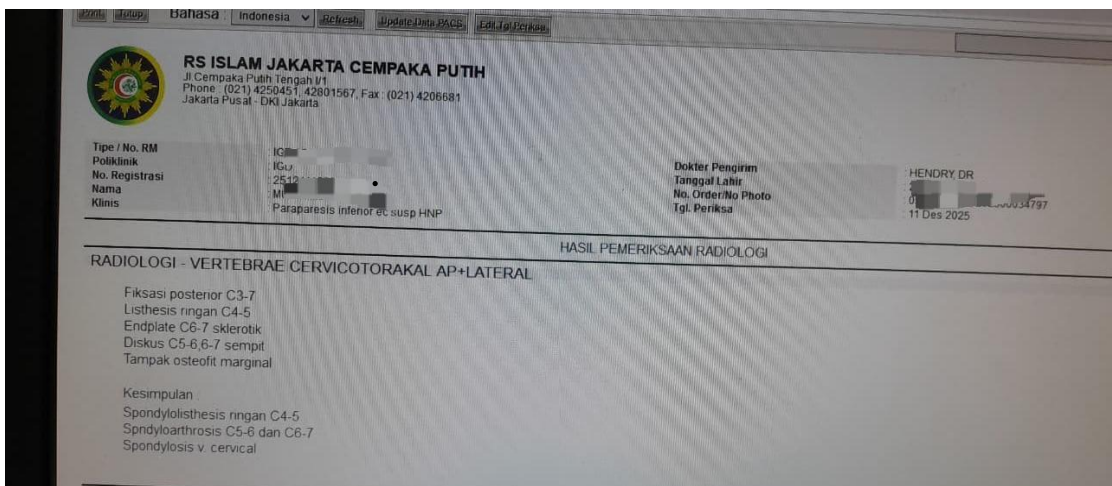 Print Tutup Bahasa : Indonesia Refresh Update Data PACS Edit Tgl Periksa
RS ISLAM JAKARTA CEMPAKA PUTIH
Jl.Cempaka Putih Tengah I/1
Phone : (021) 4250451, 42801567, Fax : (021) 4206681
Jakarta Pusat - DKI Jakarta
Tipe / No. RM
Poliklinik : IGD
No. Registrasi : 2512
Nama
Klinis : Paraparesis inferior ec susp HNP
Dokter Pengirim : HENDRY, DR
Tanggal Lahir
No. Order/No Photo 34797
Tgl. Periksa : 11 Des 2025
HASIL PEMERIKSAAN RADIOLOGI
RADIOLOGI - VERTEBRAE CERVICOTORAKAL AP+LATERAL
Fiksasi posterior C3-7
Listhesis ringan C4-5
Endplate C6-7 sklerotik
Diskus C5-6,6-7 sempit
Tampak osteofit marginal
Kesimpulan :
Spondylolisthesis ringan C4-5
Spndyloarthrosis C5-6 dan C6-7
Spondylosis v. cervical